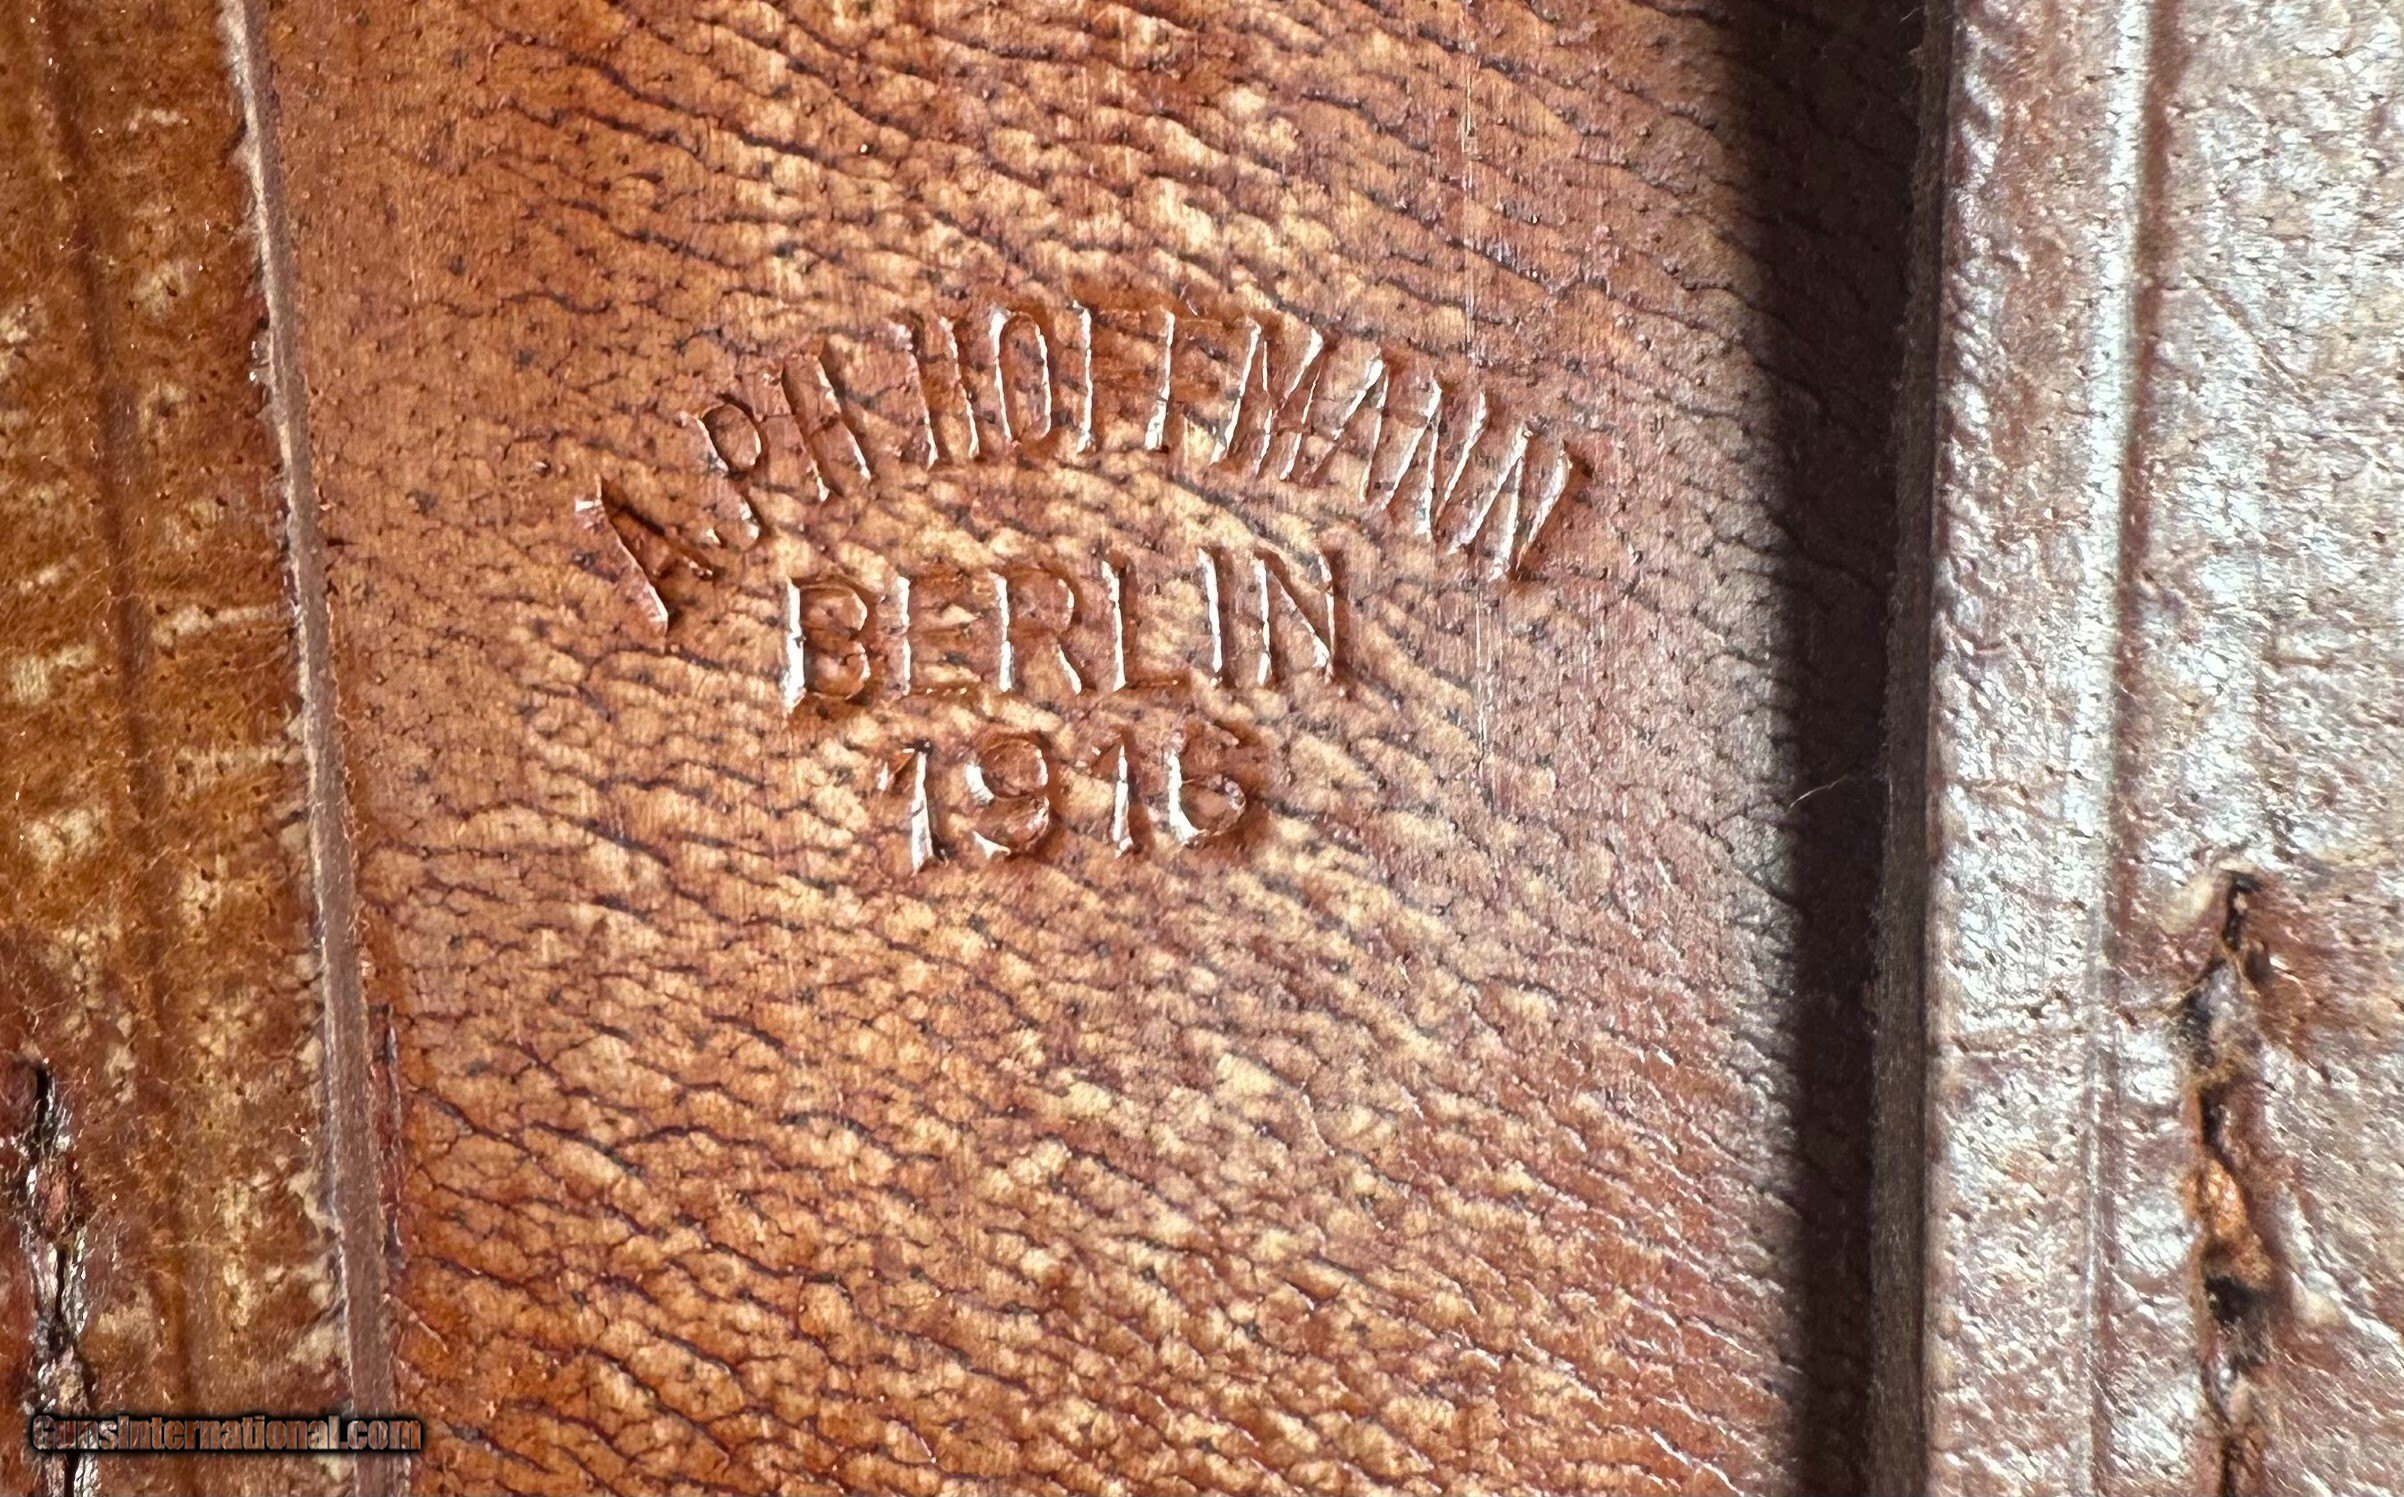 A PH HOFFMANN
BERLIN
1916
GunsInternational.com